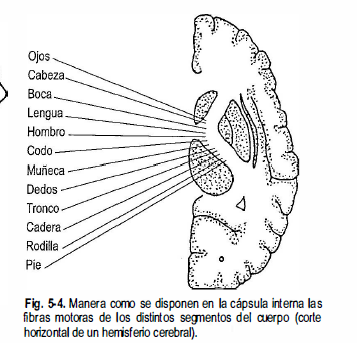 Ojos
Cabeza
Boca
Lengua
Hombro
Codo
Muñeca
Dedos
Tronco
Cadera
Rodilla
Pie
Fig. 5-4. Manera como se disponen en la cápsula interna las
fibras motoras de los distintos segmentos del cuerpo (corte
horizontal de un hemisferio cerebral).